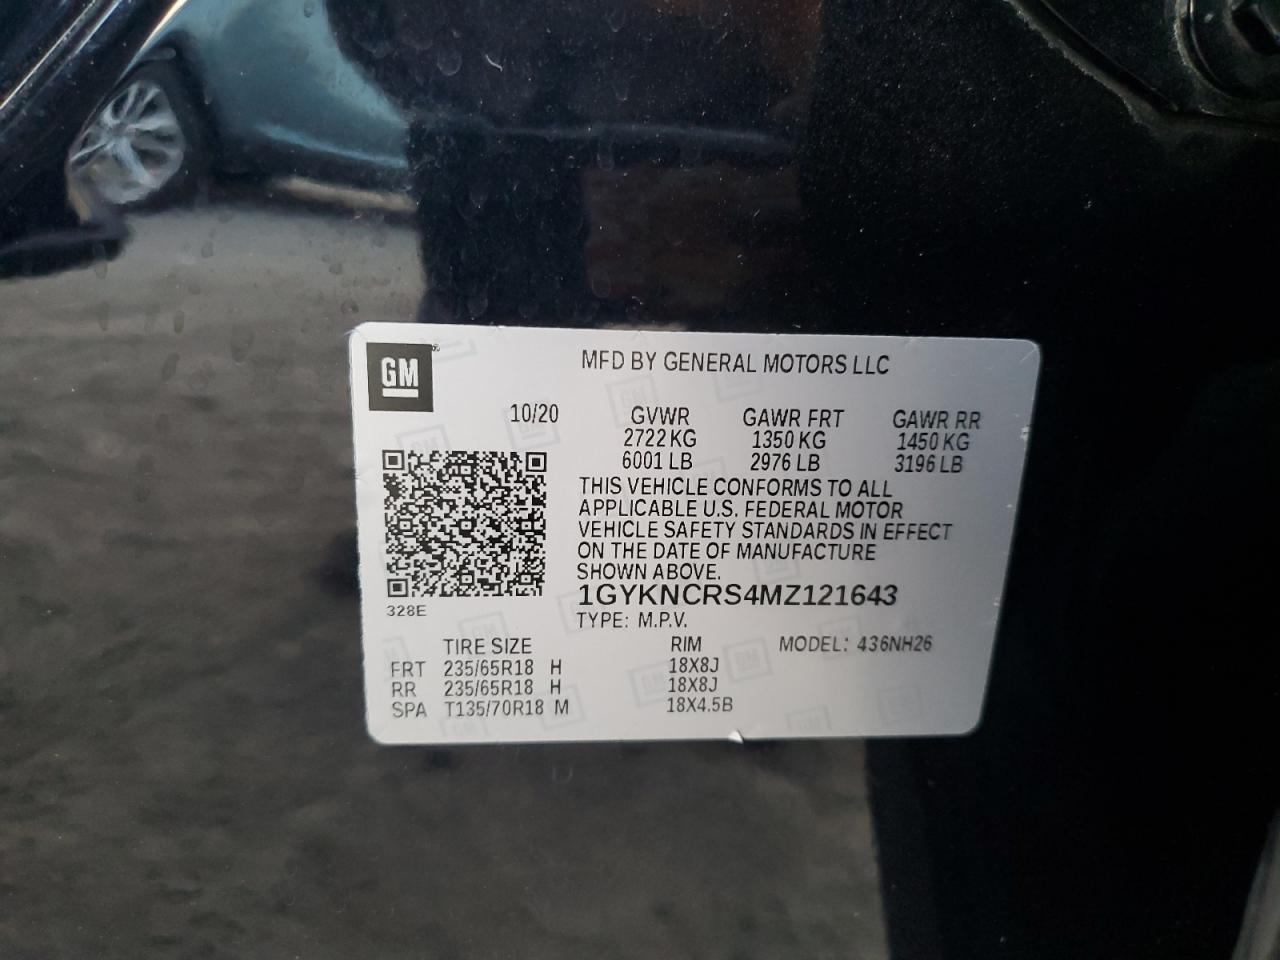 GM
MFD BY GENERAL MOTORS LLC
10/20 GVWR GAWR FRT GAWR RR
2722 KG 1350 KG 1450 KG
6001 LB 2976 LB 3196 LB
THIS VEHICLE CONFORMS TO ALL
APPLICABLE U.S. FEDERAL MOTOR
VEHICLE SAFETY STANDARDS IN EFFECT
ON THE DATE OF MANUFACTURE
SHOWN ABOVE.
1GYKNCRS4MZ121643
328E
TYPE: M.P.V.
TIRE SIZE RIM MODEL: 436NH26
FRT 235/65R18 H 18X8J
RR 235/65R18 H 18X8J
SPA T135/70R18 M 18X4.5B